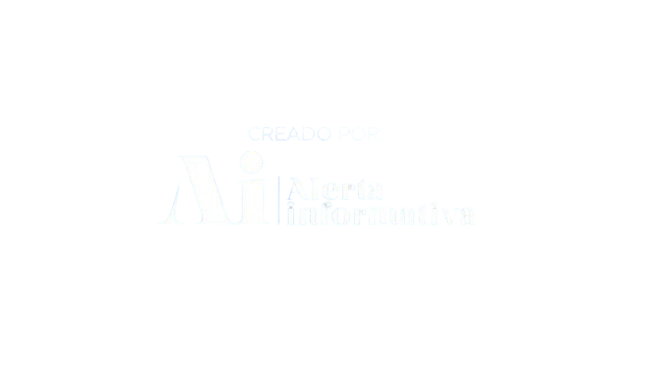 CREADO POR:
Ai
Alerta
informativa